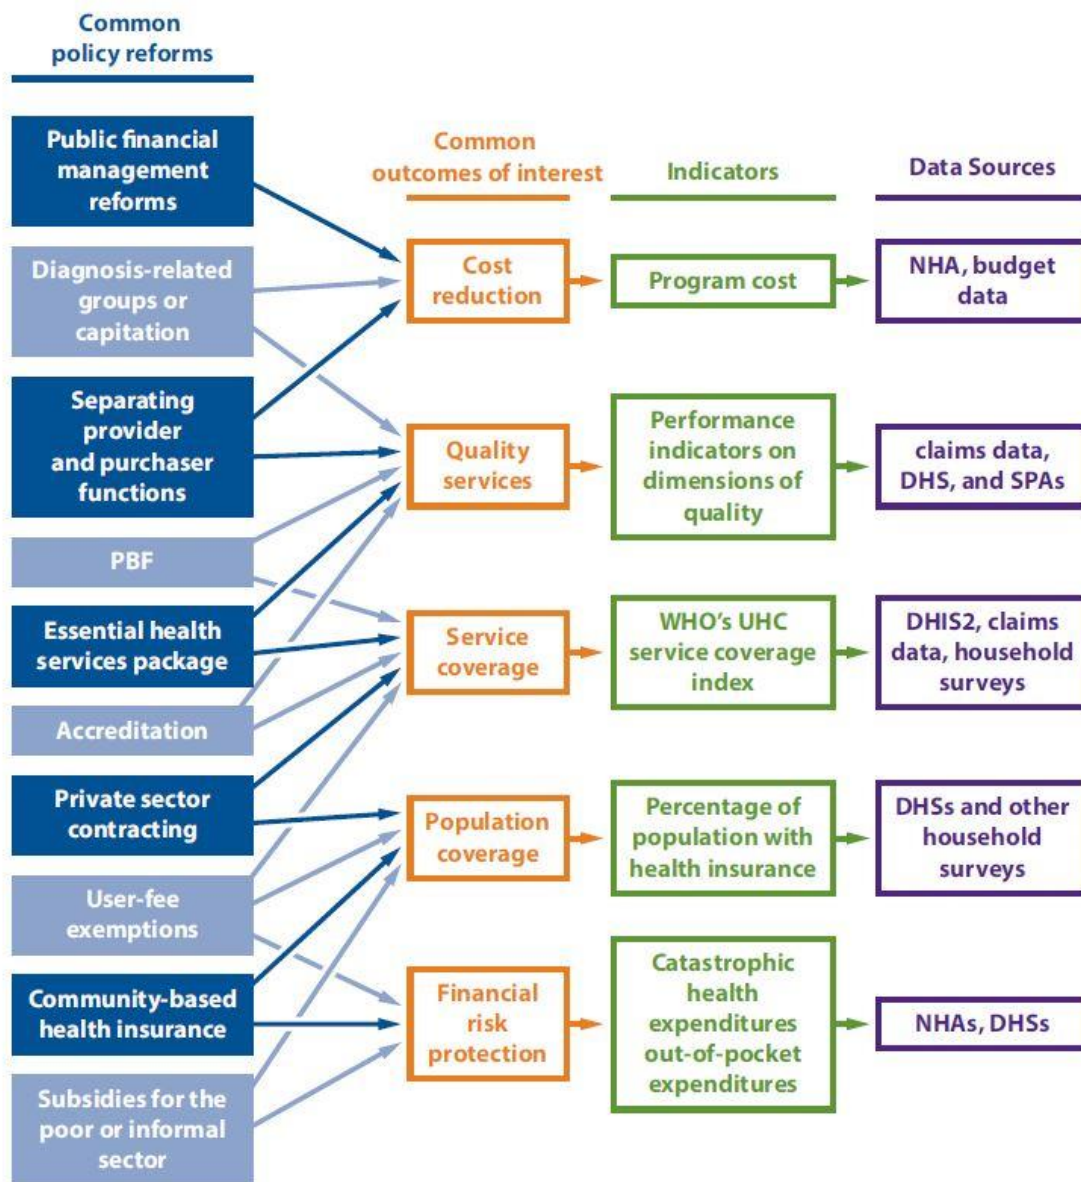 Common
policy reforms
Public financial
management
reforms
Diagnosis-related
groups or
capitation
Separating
provider
and purchaser
functions
PBF
Essential health
services package
Accreditation
Private sector
contracting
User-fee
exemptions
Community-based
health insurance
Subsidies for the
poor or informal
sector
Common
outcomes of interest
Cost
reduction
Quality
services
Service
coverage
Population
coverage
Financial
risk
protection
Indicators
Program cost
Performance
indicators on
dimensions of
quality
WHO’s UHC
service coverage
index
Percentage of
population with
health insurance
Catastrophic
health
expenditures
out-of-pocket
expenditures
Data Sources
NHA, budget
data
claims data,
DHS, and SPAs
DHIS2, claims
data, household
surveys
DHSs and other
household
surveys
NHAs, DHSs